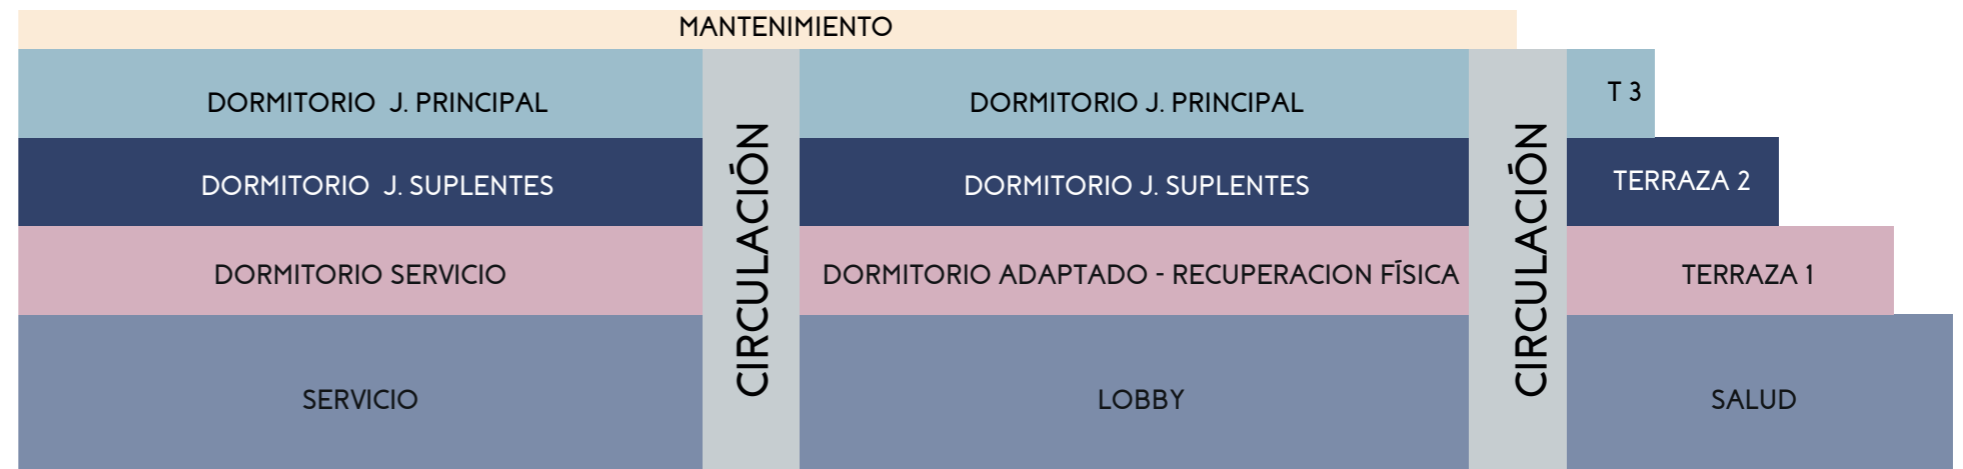 MANTENIMIENTO
DORMITORIO J. PRINCIPAL
DORMITORIO J. PRINCIPAL
T 3
DORMITORIO J. SUPLENTES
DORMITORIO J. SUPLENTES
TERRAZA 2
CIRCULACIÓN
CIRCULACIÓN
DORMITORIO SERVICIO
DORMITORIO ADAPTADO - RECUPERACION FÍSICA
TERRAZA 1
SERVICIO
LOBBY
SALUD